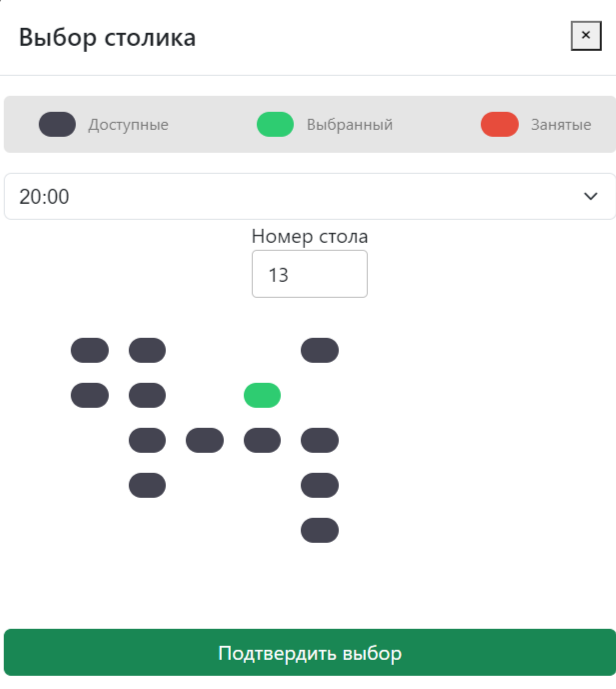 Выбор столика
×
Доступные Выбранный Занятые
20:00
Номер стола
13
Подтвердить выбор